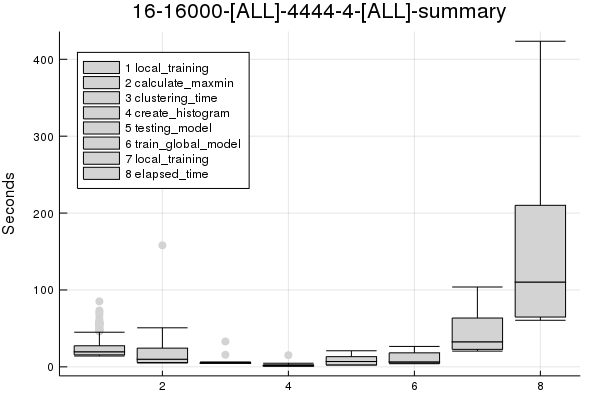 16-16000-[ALL]-4444-4-[ALL]-summary
Seconds
400
300
200
100
0
1 local_training
2 calculate_maxmin
3 clustering_time
4 create_histogram
5 testing_model
6 train_global_model
7 local_training
8 elapsed_time
2 4 6 8